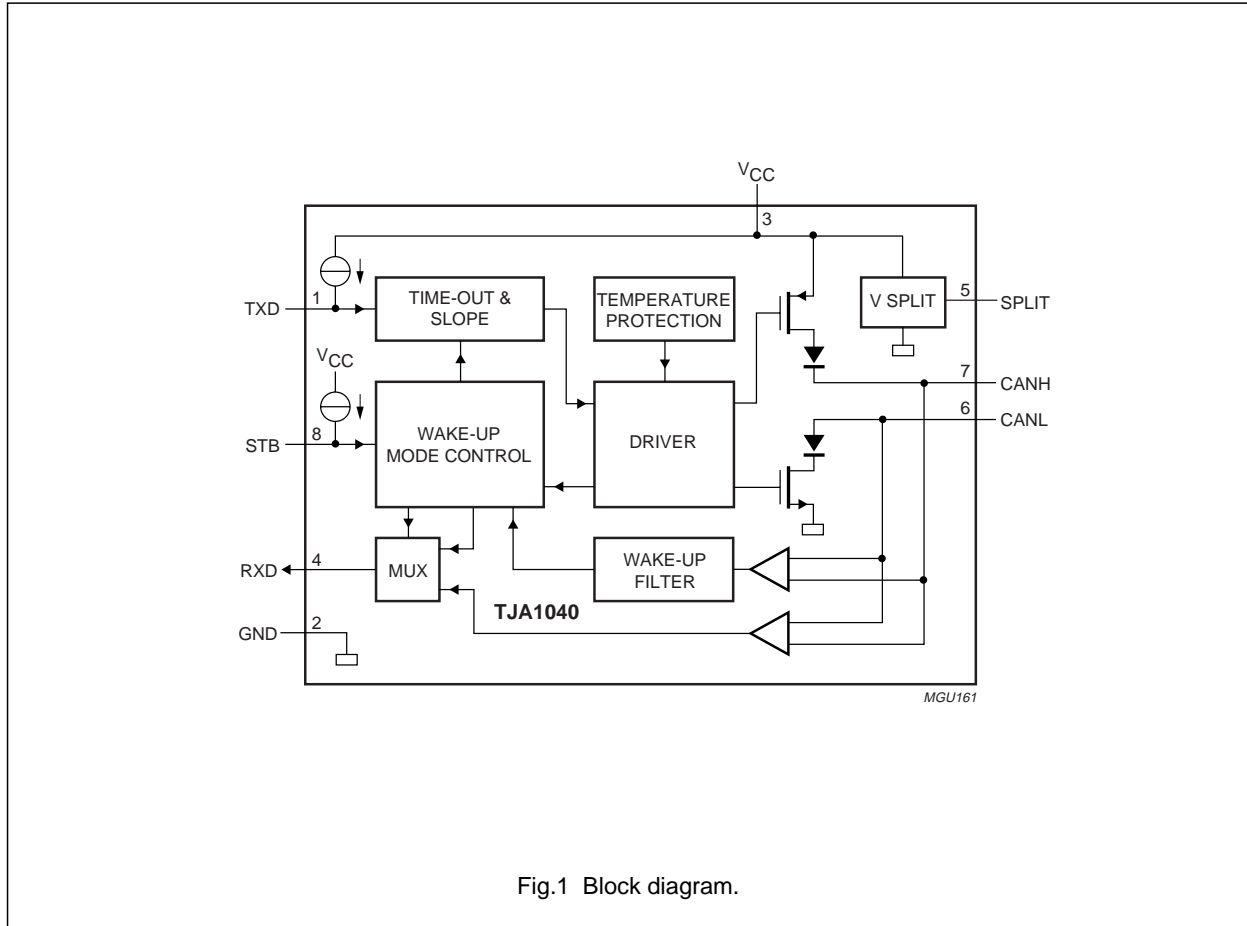 VCC
3
TXD
1
TIME-OUT &
SLOPE
TEMPERATURE
PROTECTION
V SPLIT
5
SPLIT
VCC
7
CANH
6
CANL
STB
8
WAKE-UP
MODE CONTROL
DRIVER
RXD
4
MUX
WAKE-UP
FILTER
TJA1040
GND
2
MGU161
Fig.1 Block diagram.